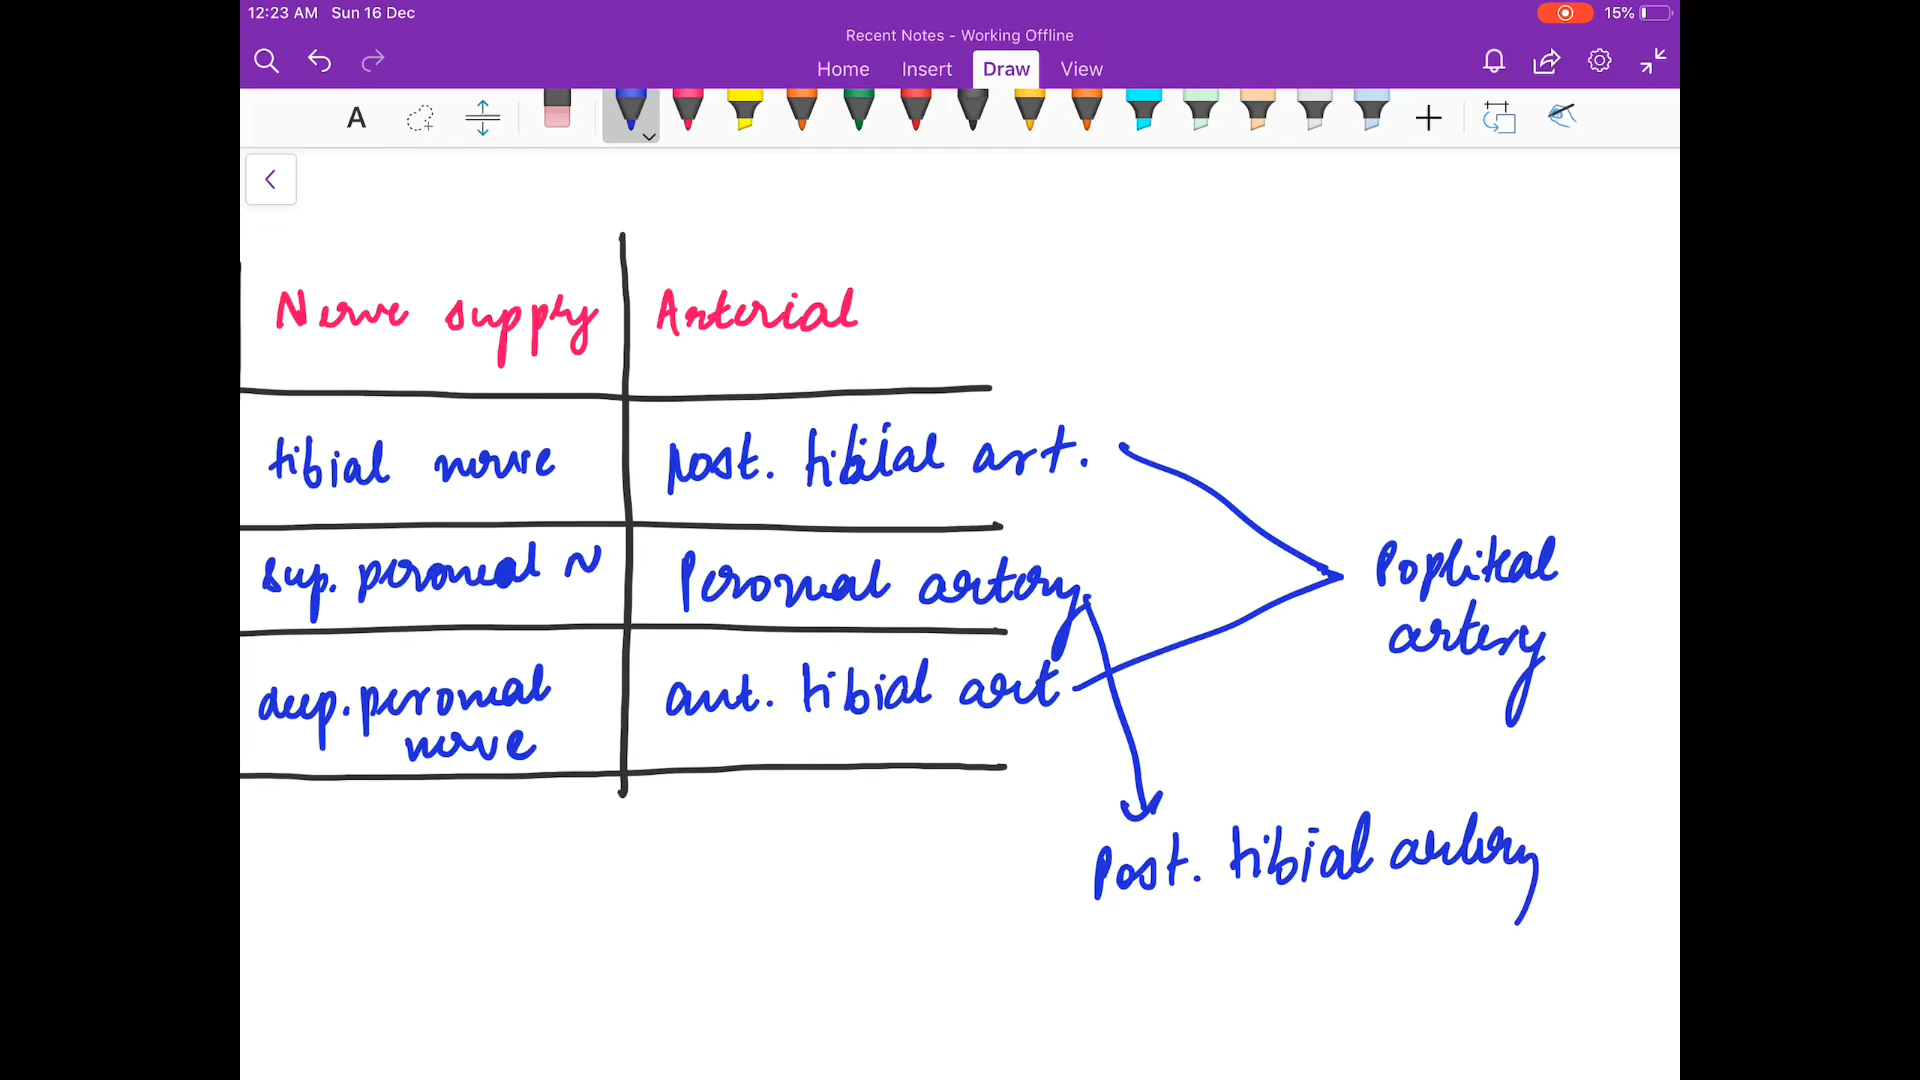 12:23 AM Sun 16 Dec
15%
Recent Notes - Working Offline
Home Insert Draw View
A
Nerve supply Arterial
tibial nerve post. tibial art.
Popliteal
artery
sup. peroneal N Peroneal artery
deep. peroneal
nerve
ant. tibial art
Post. tibial artery